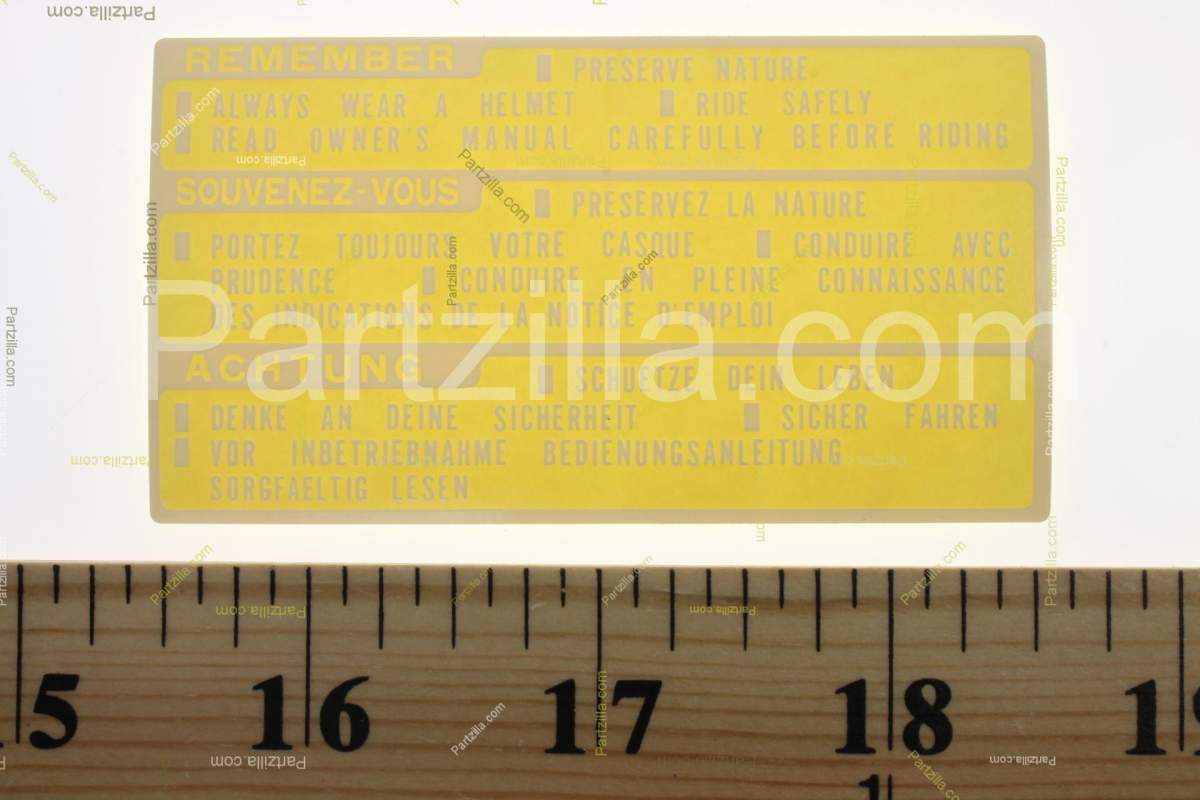 REMEMBER
PRESERVE NATURE
ALWAYS WEAR A HELMET RIDE SAFELY
READ OWNER'S MANUAL CAREFULLY BEFORE RIDING
SOUVENEZ-VOUS
PRESERVEZ LA NATURE
PORTEZ TOUJOURS VOTRE CASQUE CONDUIRE AVEC
PRUDENCE CONDUIRE EN PLEINE CONNAISSANCE
DES INDICATIONS DE LA NOTICE D'EMPLOI
Partzilla.com
ACHTUNG
SCHUETZE DEIN LEBEN
DENKE AN DEINE SICHERHEIT SICHER FAHREN
VOR INBETRIEBNAHME BEDIENUNGSANLEITUNG
SORGFAELTIG LESEN
5 16 17 18 19
1